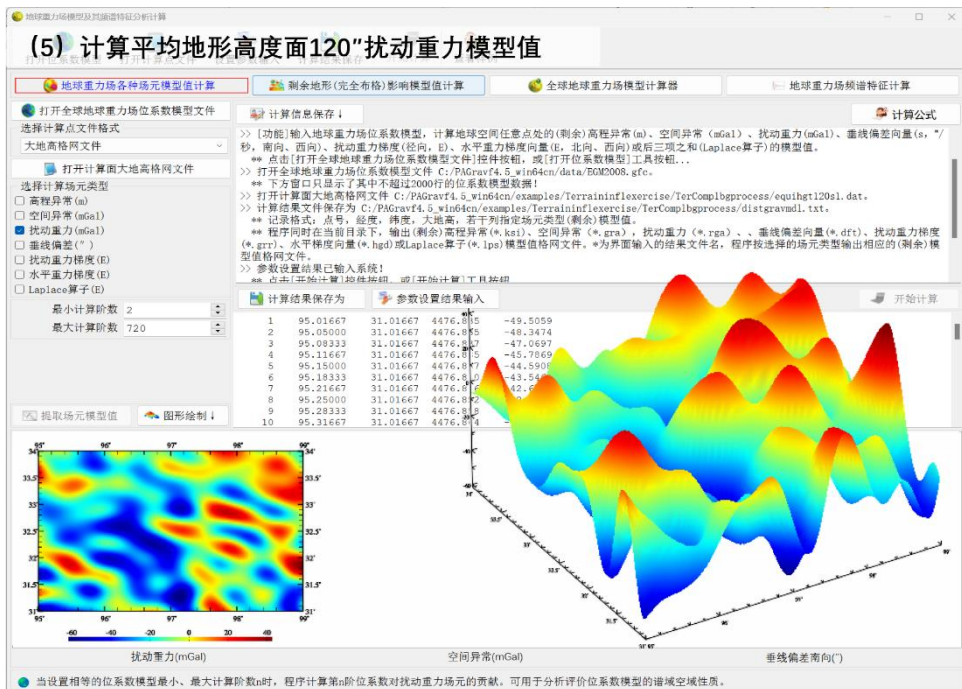 地球重力场模型及其频谱特征分析计算
(5) 计算平均地形高度面120″扰动重力模型值
地球重力场各种场元模型值计算
剩余地形(完全布格)影响模型值计算
全球地球重力场模型计算器
地球重力场频谱特征计算
打开全球地球重力场位系数模型文件
选择计算点文件格式
大地高格网文件
打开计算面大地高格网文件
选择计算场元类型
高程异常(m)
空间异常(mGal)
扰动重力(mGal)
垂线偏差(″)
扰动重力梯度(E)
水平重力梯度(E)
Laplace算子(E)
最小计算阶数 2
最大计算阶数 720
提取场元模型值
图形绘制↓
计算信息保存↓
计算公式
>> [功能]输入地球重力场位系数模型，计算地球空间任意点处的(剩余)高程异常(m)、空间异常(mGal)、扰动重力(mGal)、垂线偏差向量(s，″/
秒，南向、西向)、扰动重力梯度(径向，E)、水平重力梯度向量(E，北向、西向)或后三项之和(Laplace算子)的模型值。
** 点击[打开全球地球重力场位系数模型文件]控件按钮，或[打开位系数模型]工具按钮...
>> 打开全球地球重力场位系数模型文件 C:/PAGravf4.5_win64cn/data/EGM2008.gfc。
** 下方窗口只显示了其中不超过2000行的位系数模型数据！
>> 打开计算面大地高格网文件 C:/PAGravf4.5_win64cn/examples/Terraininflexercise/TerComplbgprocess/equihgt120sl.dat。
>> 计算结果文件保存为 C:/PAGravf4.5_win64cn/examples/Terraininflexercise/TerComplbgprocess/distgravmdl.txt。
** 记录格式：点号，经度，纬度，大地高，若干列指定场元类型(剩余)模型值。
** 程序同时在当前目录下，输出(剩余)高程异常(*.ksi)、空间异常(*.gra)，扰动重力(*.rga)、、垂线偏差向量(*.dft)、扰动重力梯度
(*.grr)、水平梯度向量(*.hgd)或Laplace算子(*.lps)模型值格网文件。*为界面输入的结果文件名，程序按选择的场元类型输出相应的(剩余)模
型值格网文件。
>> 参数设置结果已输入系统！
** 点击[开始计算]控件按钮，或[开始计算]工具按钮
计算结果保存为
参数设置结果输入
开始计算
1 95.01667 31.01667 -49.5059
2 95.05000 31.01667 -48.3474
3 95.08333 31.01667 -47.0697
4 95.11667 31.01667
5 95.15000 31.01667
6 95.18333 31.01667
7 95.21667 31.01667
8 95.25000 31.01667
9 95.28333 31.01667
10 95.31667 31.01667
95° 96° 97° 98° 99°
34°
33.5°
33°
32.5°
32°
31.5°
31°
95° 96° 97° 98° 99°
-60 -40 -20 0 20 40
扰动重力(mGal)
空间异常(mGal)
垂线偏差南向(″)
当设置相等的位系数模型最小、最大计算阶数n时，程序计算第n阶位系数对扰动重力场元的贡献。可用于分析评价位系数模型的谱域空域性质。